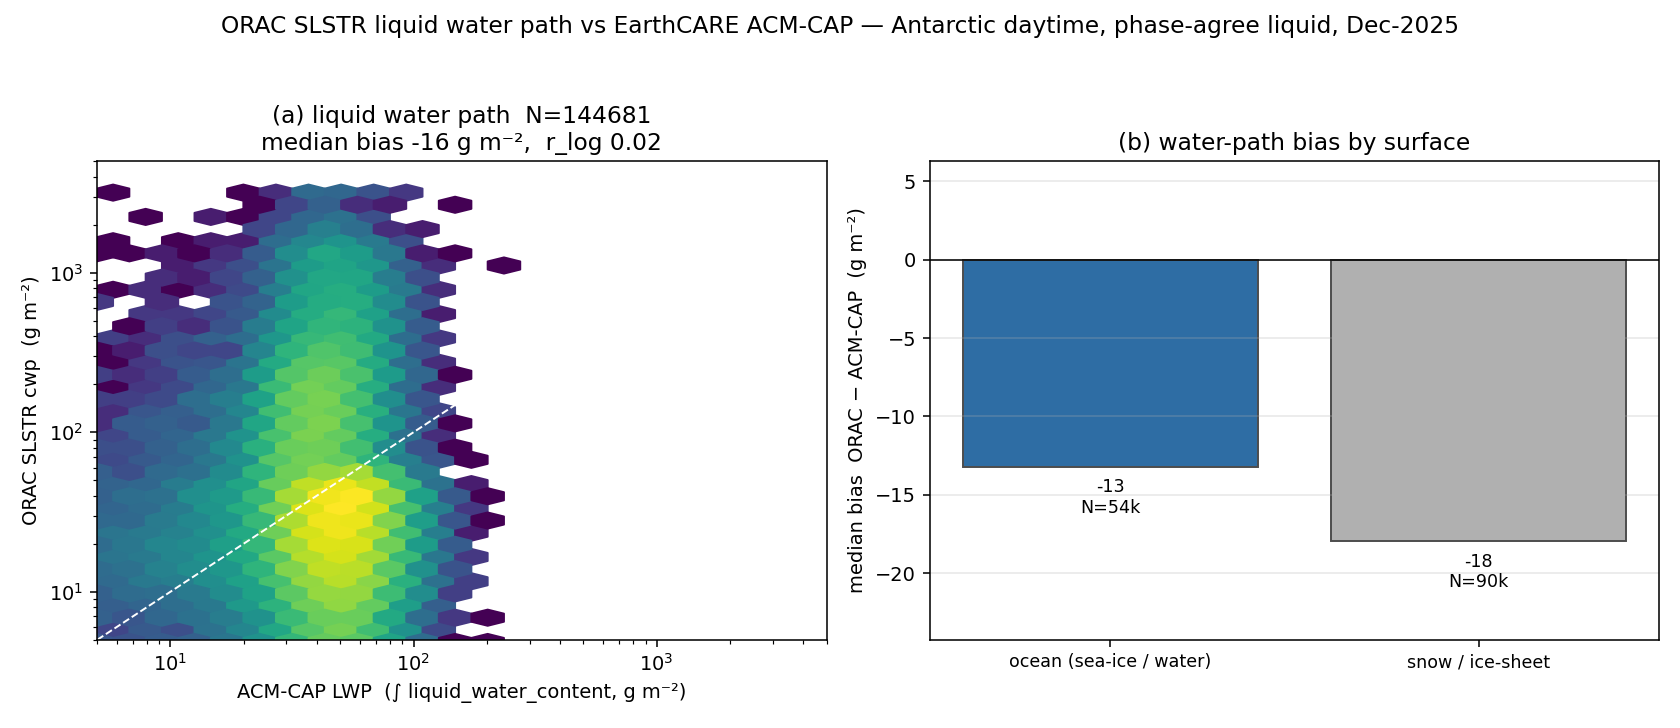 ORAC SLSTR liquid water path vs EarthCARE ACM-CAP — Antarctic daytime, phase-agree liquid, Dec-2025
(a) liquid water path  N=144681
median bias -16 g m⁻²,  r_log 0.02
ORAC SLSTR cwp  (g m⁻²)
10³
10²
10¹
10¹
10²
10³
ACM-CAP LWP  (∫ liquid_water_content, g m⁻²)
(b) water-path bias by surface
median bias  ORAC − ACM-CAP  (g m⁻²)
5
0
−5
−10
−15
−20
-13
N=54k
-18
N=90k
ocean (sea-ice / water)
snow / ice-sheet